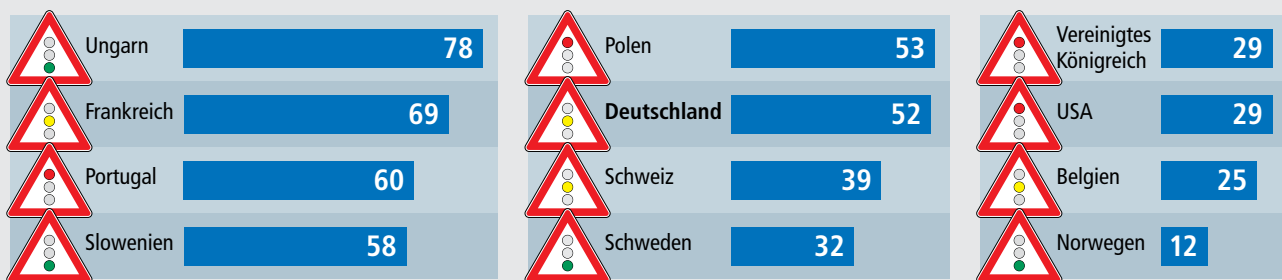 Ungarn 78
Frankreich 69
Portugal 60
Slowenien 58
Polen 53
Deutschland 52
Schweiz 39
Schweden 32
Vereinigtes
Königreich 29
USA 29
Belgien 25
Norwegen 12